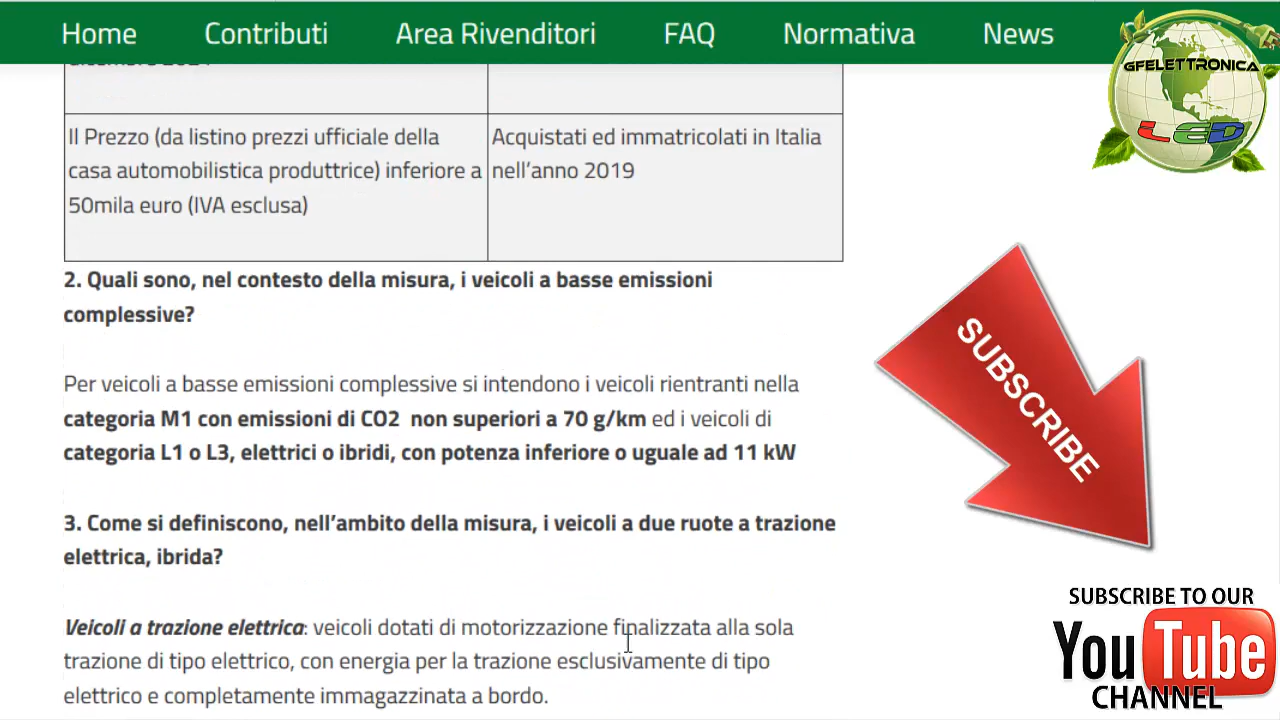 Home Contributi Area Rivenditori FAQ Normativa News
GFELETTRONICA
LED
Il Prezzo (da listino prezzi ufficiale della
casa automobilistica produttrice) inferiore a
50mila euro (IVA esclusa)
Acquistati ed immatricolati in Italia
nell'anno 2019
2. Quali sono, nel contesto della misura, i veicoli a basse emissioni
complessive?
Per veicoli a basse emissioni complessive si intendono i veicoli rientranti nella
categoria M1 con emissioni di CO2 non superiori a 70 g/km ed i veicoli di
categoria L1 o L3, elettrici o ibridi, con potenza inferiore o uguale ad 11 kW
SUBSCRIBE
3. Come si definiscono, nell'ambito della misura, i veicoli a due ruote a trazione
elettrica, ibrida?
Veicoli a trazione elettrica: veicoli dotati di motorizzazione finalizzata alla sola
trazione di tipo elettrico, con energia per la trazione esclusivamente di tipo
elettrico e completamente immagazzinata a bordo.
SUBSCRIBE TO OUR
YouTube
CHANNEL